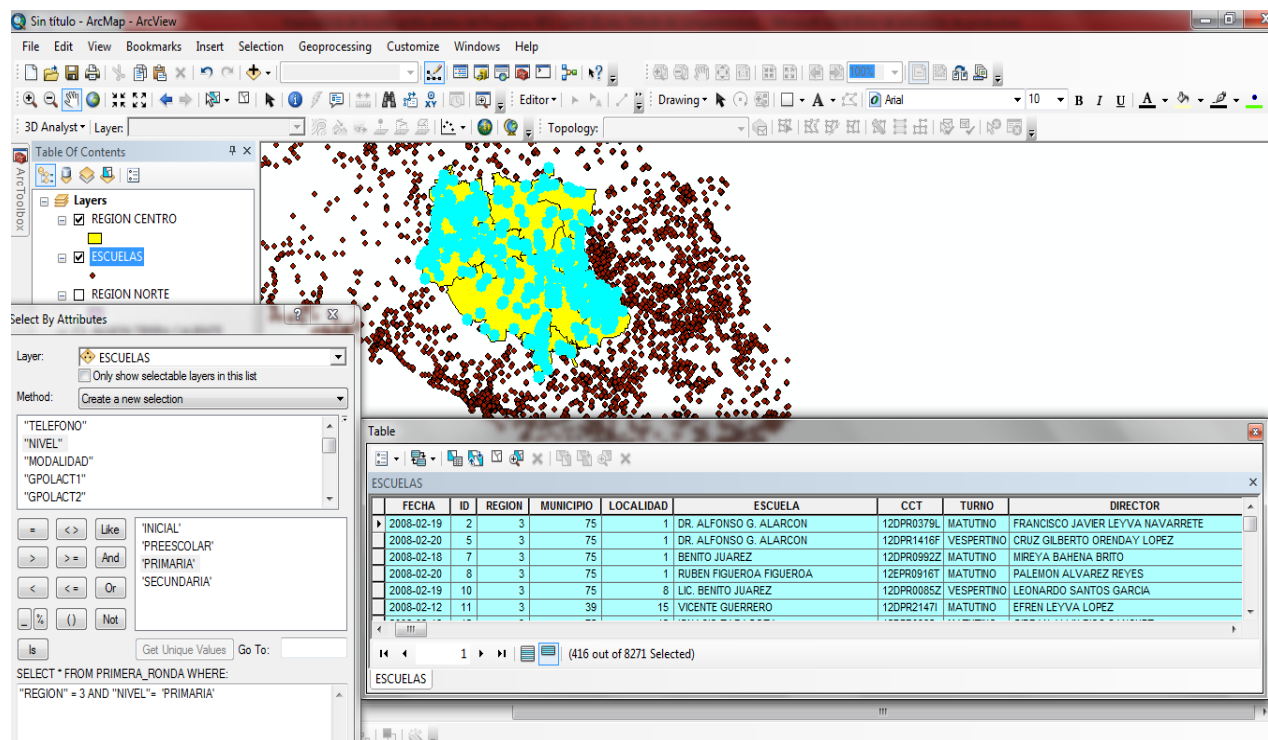 Sin título - ArcMap - ArcView
File Edit View Bookmarks Insert Selection Geoprocessing Customize Windows Help
100%
Editor Drawing A Arial 10 B I U A
3D Analyst Layer: Topology:
Table Of Contents
ArcToolbox
Layers
REGION CENTRO
ESCUELAS
REGION NORTE
Select By Attributes
Layer: ESCUELAS
Only show selectable layers in this list
Method: Create a new selection
"TELEFONO"
"NIVEL"
"MODALIDAD"
"GPOLACT1"
"GPOLACT2"
= < > Like
> > = And
< < = Or
_ % ( ) Not
Is
'INICIAL'
'PREESCOLAR'
'PRIMARIA'
'SECUNDARIA'
Get Unique Values Go To:
SELECT * FROM PRIMERA_RONDA WHERE:
"REGION" = 3 AND "NIVEL"= 'PRIMARIA'
Table
ESCUELAS
FECHA ID REGION MUNICIPIO LOCALIDAD ESCUELA CCT TURNO DIRECTOR
2008-02-19 2 3 75 1 DR. ALFONSO G. ALARCON 12DPR0379L MATUTINO FRANCISCO JAVIER LEYVA NAVARRETE
2008-02-20 5 3 75 1 DR. ALFONSO G. ALARCON 12DPR1416F VESPERTINO CRUZ GILBERTO ORENDAY LOPEZ
2008-02-18 7 3 75 1 BENITO JUAREZ 12DPR0992Z MATUTINO MIREYA BAHENA BRITO
2008-02-20 8 3 75 1 RUBEN FIGUEROA FIGUEROA 12EPR0916T MATUTINO PALEMON ALVAREZ REYES
2008-02-19 10 3 75 8 LIC. BENITO JUAREZ 12DPR0085Z VESPERTINO LEONARDO SANTOS GARCIA
2008-02-12 11 3 39 15 VICENTE GUERRERO 12DPR2147I MATUTINO EFREN LEYVA LOPEZ
1 (416 out of 8271 Selected)
ESCUELAS